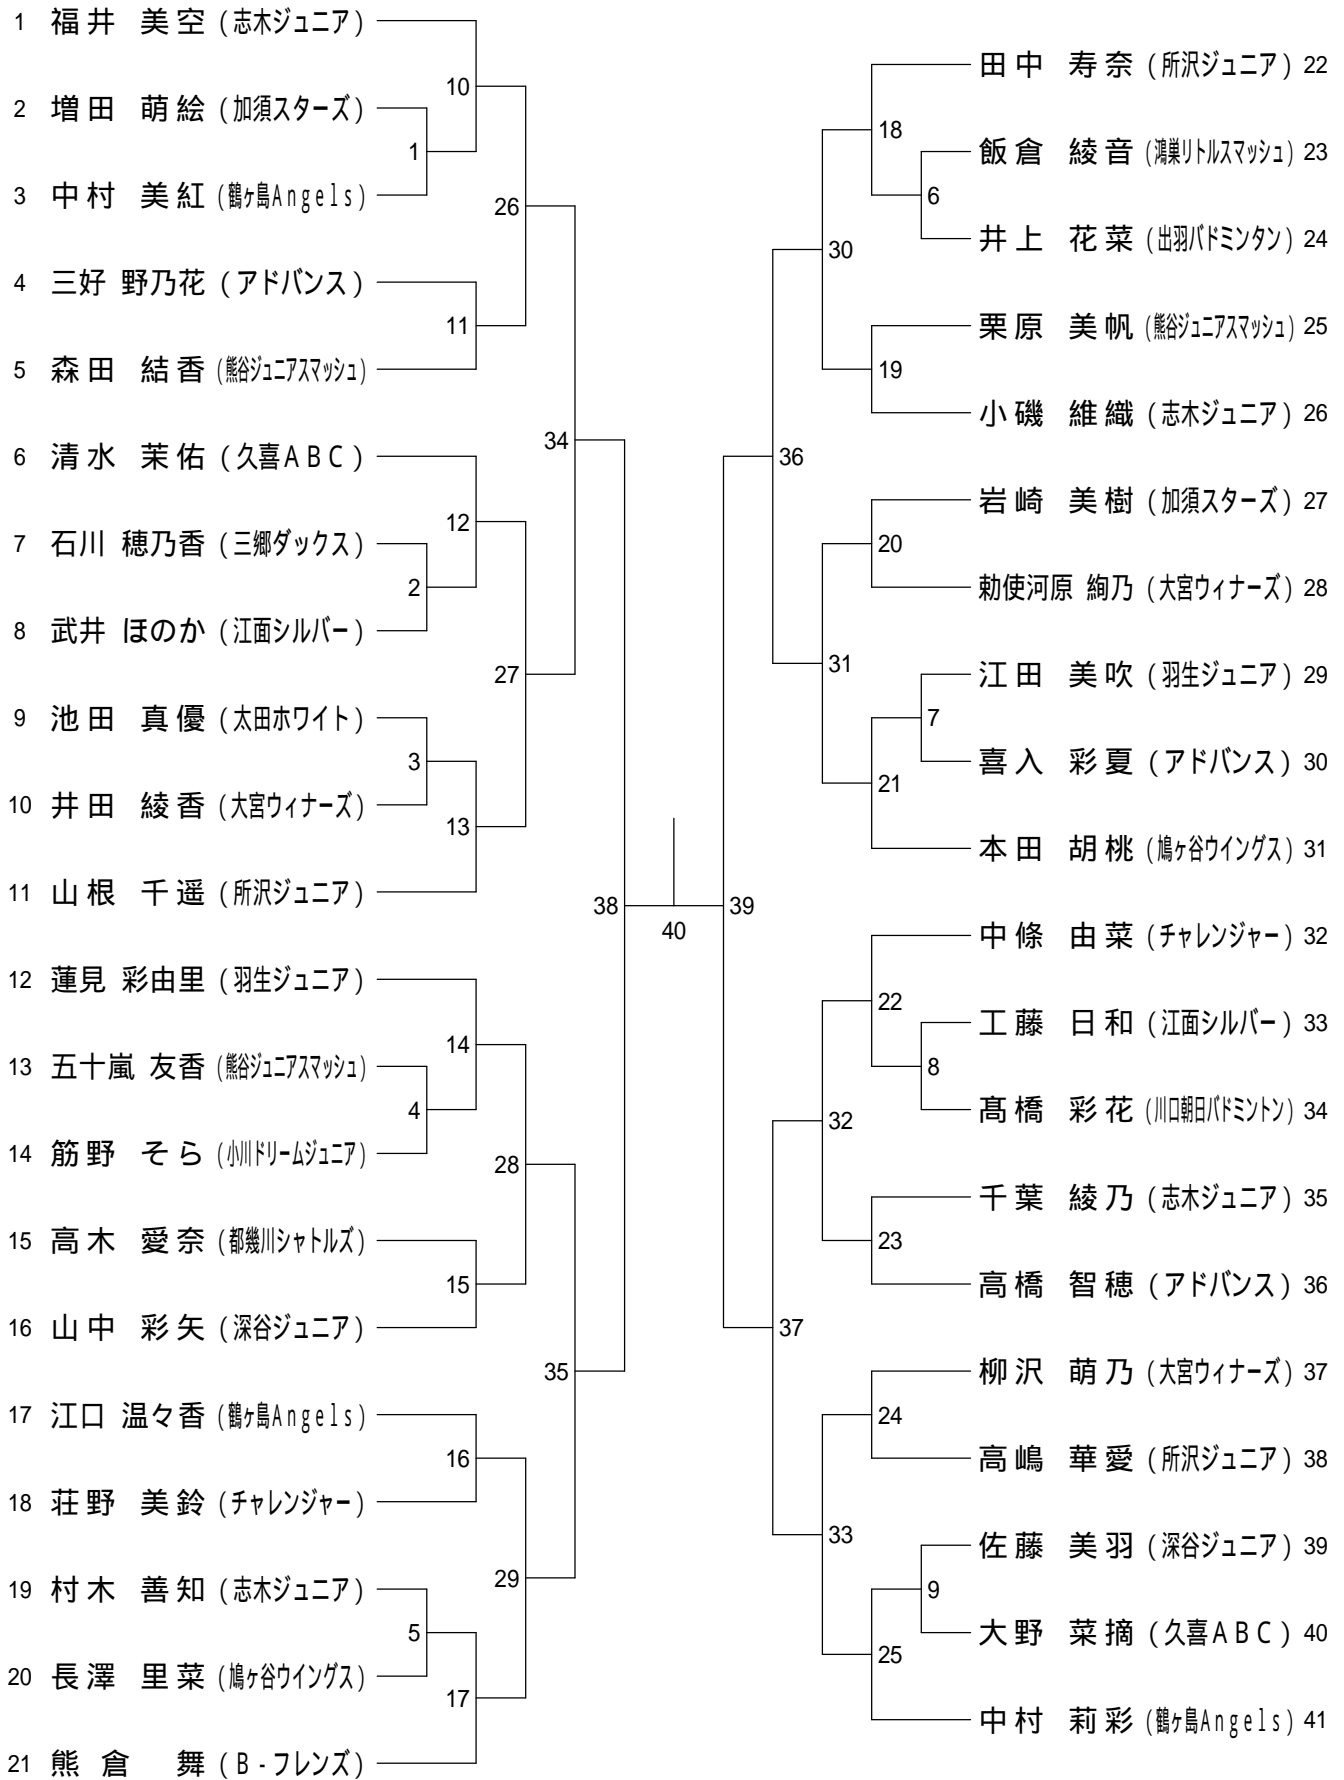 1 福井 美空 (志木ジュニア)
2 増田 萌絵 (加須スターズ)
3 中村 美紅 (鶴ヶ島Angels)
4 三好 野乃花 (アドバンス)
5 森田 結香 (熊谷ジュニアスマッシュ)
6 清水 茉佑 (久喜ABC)
7 石川 穂乃香 (三郷ダックス)
8 武井 ほのか (江面シルバー)
9 池田 真優 (太田ホワイト)
10 井田 綾香 (大宮ウィナーズ)
11 山根 千遥 (所沢ジュニア)
12 蓮見 彩由里 (羽生ジュニア)
13 五十嵐 友香 (熊谷ジュニアスマッシュ)
14 筋野 そら (小川ドリームジュニア)
15 高木 愛奈 (都幾川シャトルズ)
16 山中 彩矢 (深谷ジュニア)
17 江口 温々香 (鶴ヶ島Angels)
18 荘野 美鈴 (チャレンジャー)
19 村木 善知 (志木ジュニア)
20 長澤 里菜 (鳩ヶ谷ウイングス)
21 熊倉 舞 (B-フレンズ)
1
2
3
4
5
10
11
12
13
14
15
16
17
26
27
28
29
34
35
38
40
39
36
37
30
31
32
33
18
19
20
21
22
23
24
25
6
7
8
9
田中 寿奈 (所沢ジュニア) 22
飯倉 綾音 (鴻巣リトルスマッシュ) 23
井上 花菜 (出羽バドミンタン) 24
栗原 美帆 (熊谷ジュニアスマッシュ) 25
小磯 維織 (志木ジュニア) 26
岩崎 美樹 (加須スターズ) 27
勅使河原 絢乃 (大宮ウィナーズ) 28
江田 美吹 (羽生ジュニア) 29
喜入 彩夏 (アドバンス) 30
本田 胡桃 (鳩ヶ谷ウイングス) 31
中條 由菜 (チャレンジャー) 32
工藤 日和 (江面シルバー) 33
髙橋 彩花 (川口朝日バドミントン) 34
千葉 綾乃 (志木ジュニア) 35
高橋 智穂 (アドバンス) 36
柳沢 萌乃 (大宮ウィナーズ) 37
高嶋 華愛 (所沢ジュニア) 38
佐藤 美羽 (深谷ジュニア) 39
大野 菜摘 (久喜ABC) 40
中村 莉彩 (鶴ヶ島Angels) 41